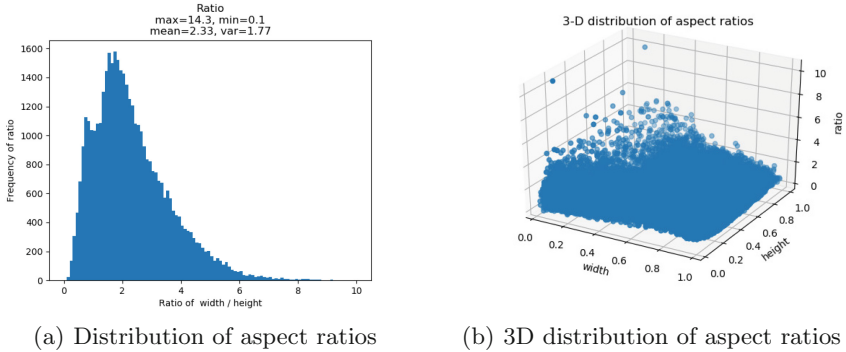 Ratio
max=14.3, min=0.1
mean=2.33, var=1.77
1600
1400
1200
1000
800
600
400
200
0
Frequency of ratio
0 2 4 6 8 10
Ratio of width / height
(a) Distribution of aspect ratios
3-D distribution of aspect ratios
10
8
6
4
2
0
ratio
0.0 0.2 0.4 0.6 0.8 1.0
width
0.0 0.2 0.4 0.6 0.8 1.0
height
(b) 3D distribution of aspect ratios